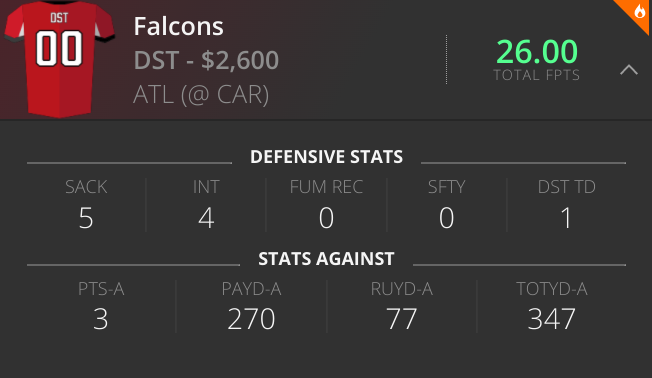 DST
00
Falcons
DST - $2,600
ATL (@ CAR)
26.00
TOTAL FPTS
DEFENSIVE STATS
SACK INT FUM REC SFTY DST TD
5 4 0 0 1
STATS AGAINST
PTS-A PAYD-A RUYD-A TOTYD-A
3 270 77 347